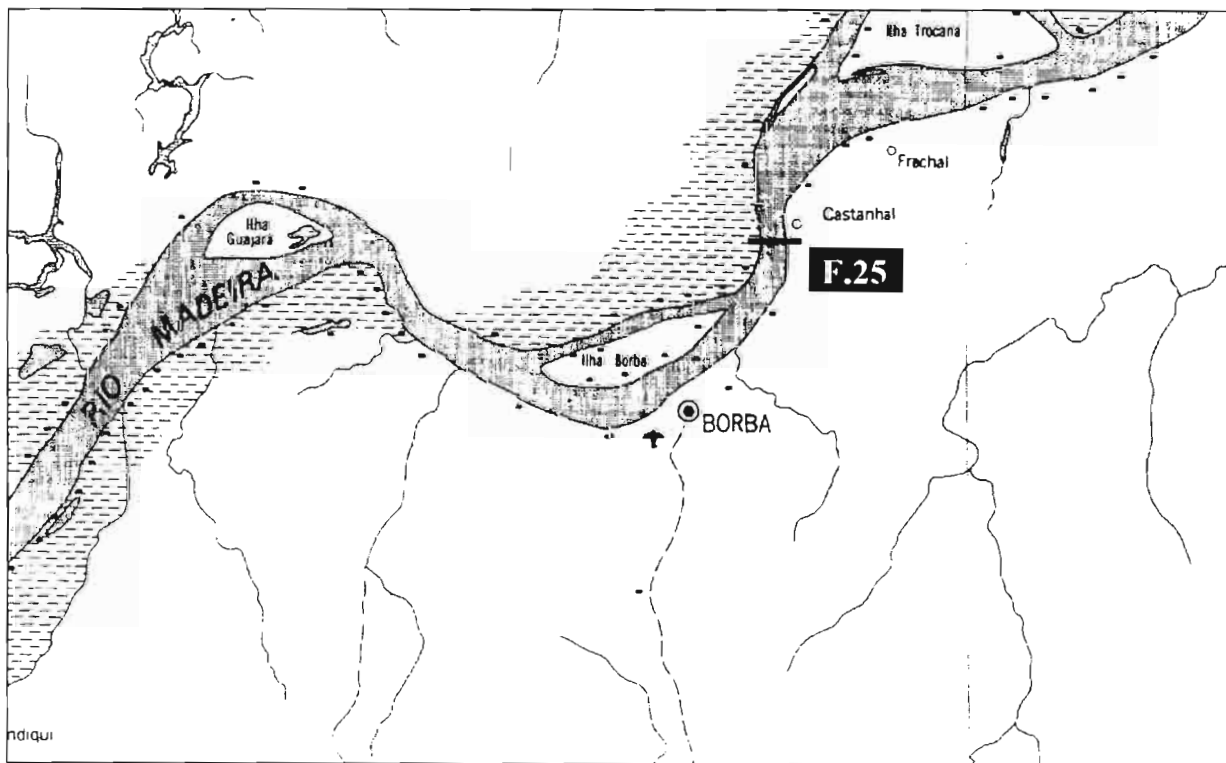 Ilha Trocana
Frachal
Castanhal
Ilha
Guajara
F.25
RIO MADEIRA
Ilha Borba
BORBA
ndiqui